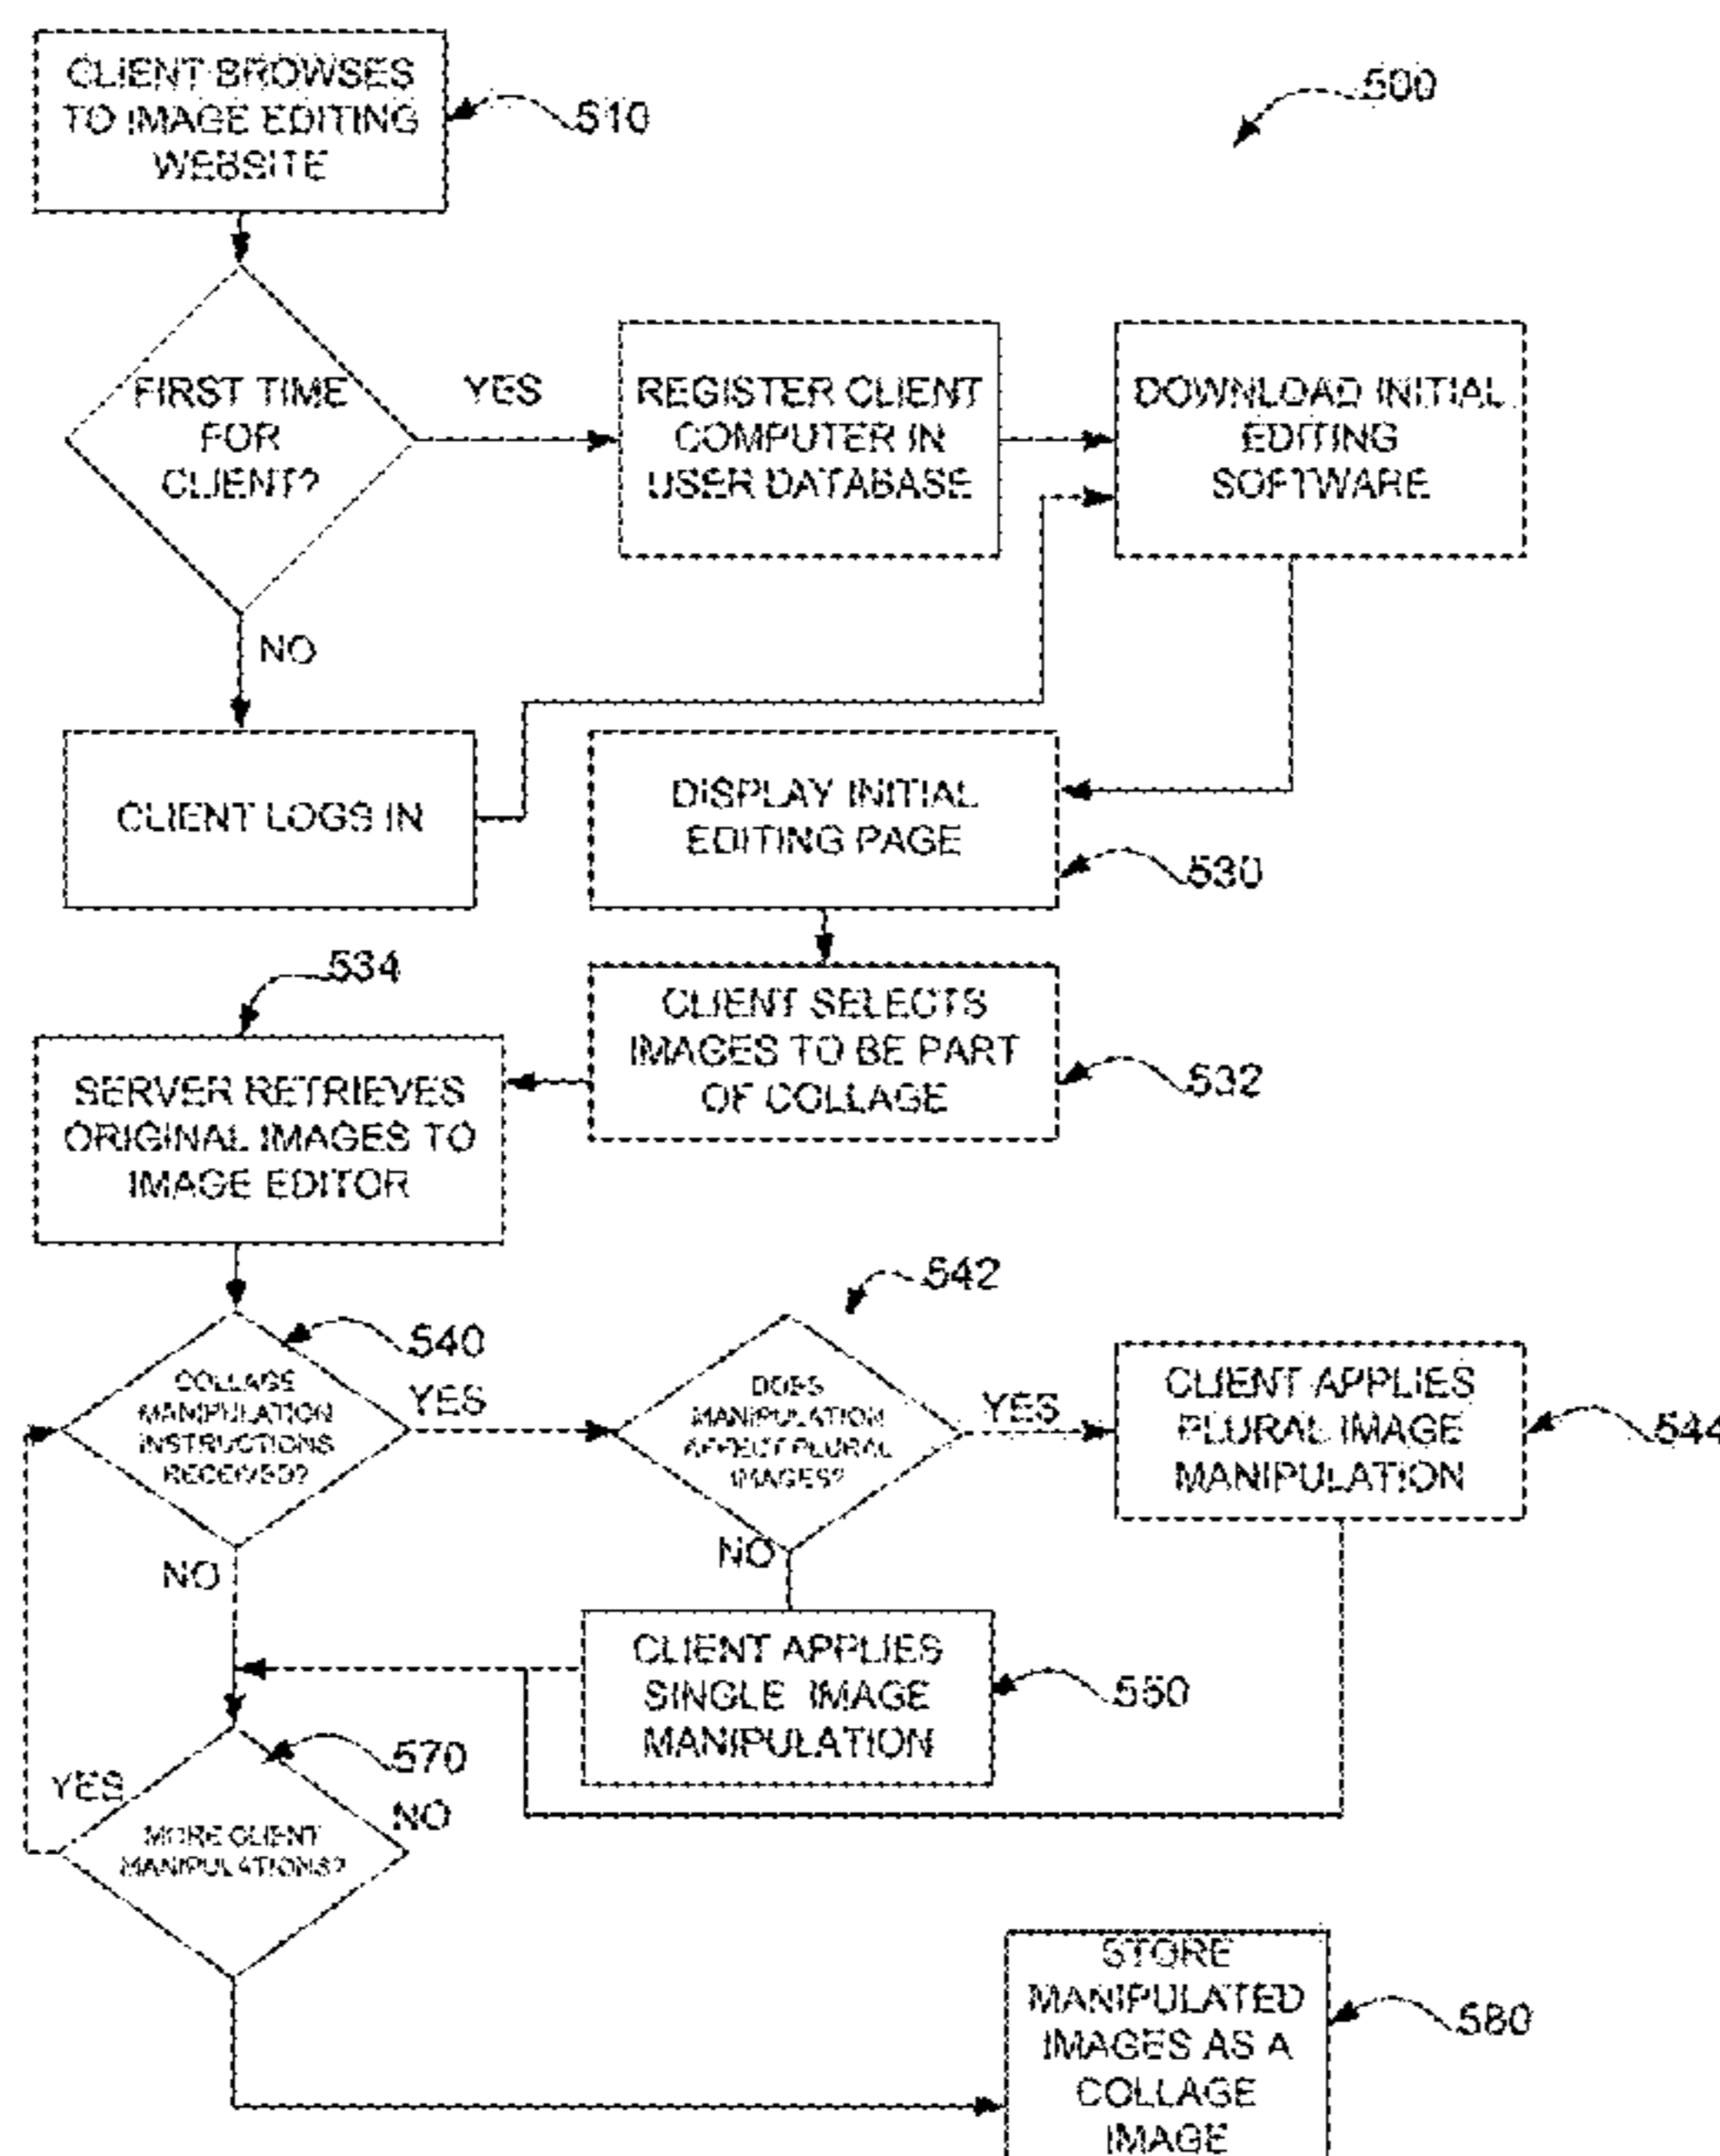 CLIENT BROWSES
TO IMAGE EDITING
WEBSITE
510
500
FIRST TIME
FOR
CLIENT?
YES
REGISTER CLIENT
COMPUTER IN
USER DATABASE
DOWNLOAD INITIAL
EDITING
SOFTWARE
NO
CLIENT LOGS IN
DISPLAY INITIAL
EDITING PAGE
530
534
CLIENT SELECTS
IMAGES TO BE PART
OF COLLAGE
532
SERVER RETRIEVES
ORIGINAL IMAGES TO
IMAGE EDITOR
542
540
COLLAGE
MANIPULATION
INSTRUCTIONS
RECEIVED?
YES
DOES
MANIPULATION
AFFECT PLURAL
IMAGES?
YES
CLIENT APPLIES
PLURAL IMAGE
MANIPULATION
544
NO
NO
CLIENT APPLIES
SINGLE IMAGE
MANIPULATION
550
570
YES
NO
MORE CLIENT
MANIPULATIONS?
STORE
MANIPULATED
IMAGES AS A
COLLAGE
IMAGE
580